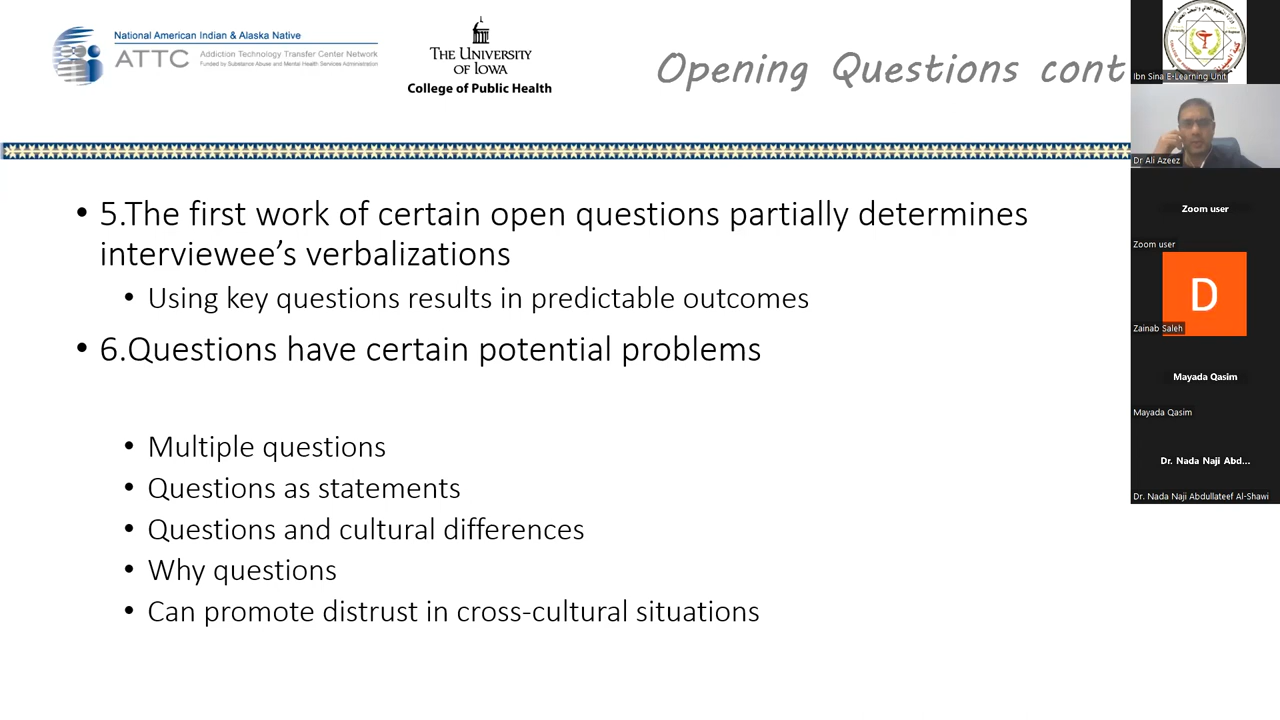 National American Indian & Alaska Native
ATTC
Addiction Technology Transfer Center Network
Funded by Substance Abuse and Mental Health Services Administration
THE UNIVERSITY
OF IOWA
College of Public Health
Opening Questions cont
• 5.The first work of certain open questions partially determines
interviewee’s verbalizations
• Using key questions results in predictable outcomes
• 6.Questions have certain potential problems
• Multiple questions
• Questions as statements
• Questions and cultural differences
• Why questions
• Can promote distrust in cross-cultural situations
Ibn Sina E-Learning Unit
Dr Ali Azeez
Zoom user
Zoom user
D
Zainab Saleh
Mayada Qasim
Mayada Qasim
Dr. Nada Naji Abd...
Dr. Nada Naji Abdullateef Al-Shawi